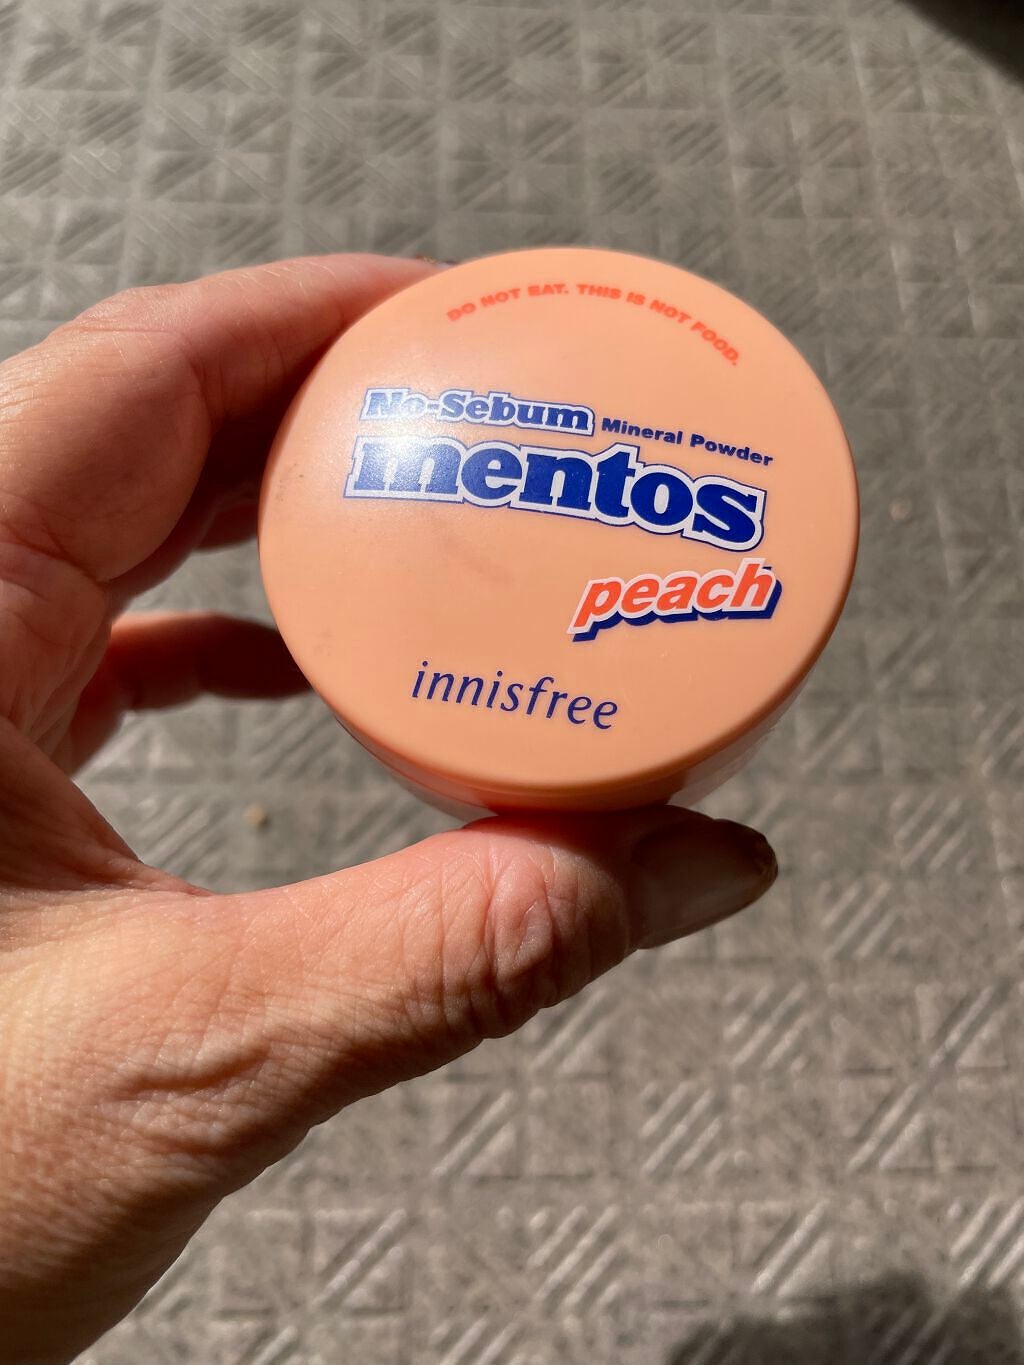 DO NOT EAT. THIS IS NOT FOOD.
No-Sebum Mineral Powder
mentos
peach
innisfree